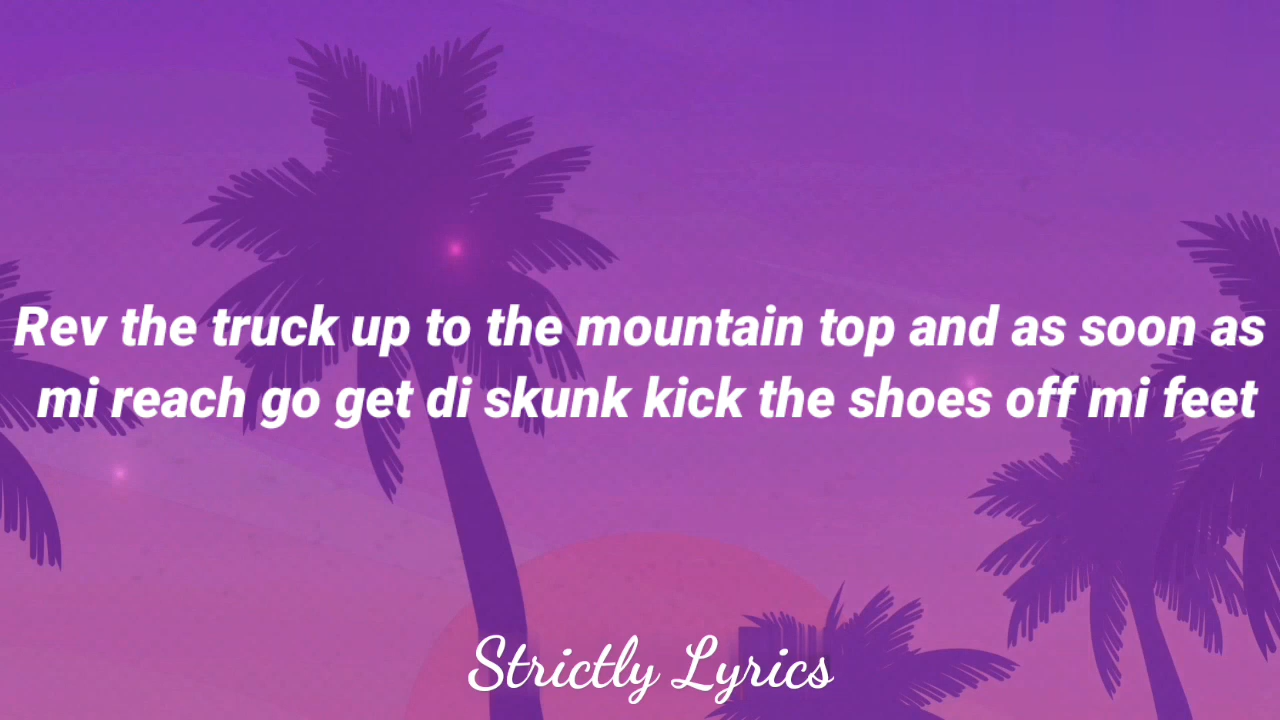 Rev the truck up to the mountain top and as soon as
mi reach go get di skunk kick the shoes off mi feet
Strictly Lyrics